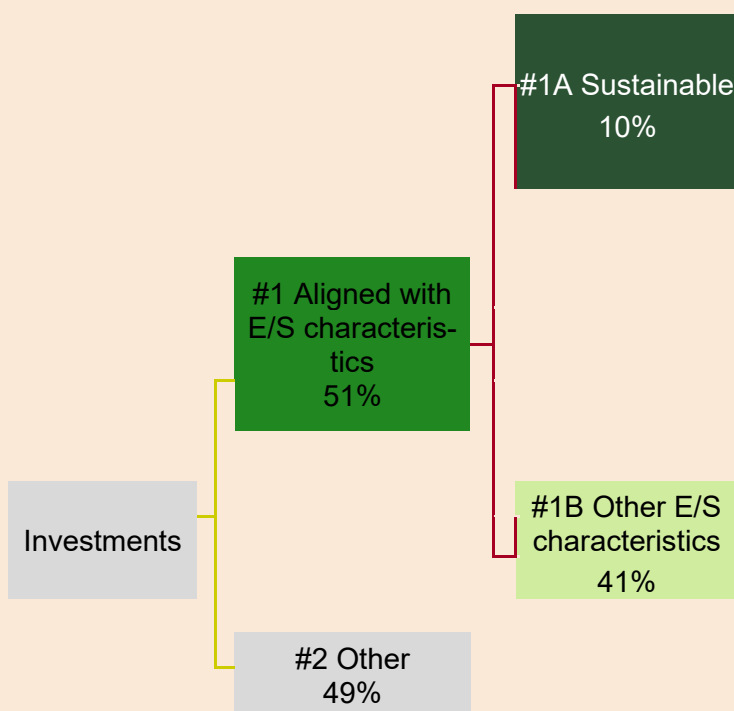 #1A Sustainable
10%
#1 Aligned with
E/S characteris-
tics
51%
Investments
#1B Other E/S
characteristics
41%
#2 Other
49%